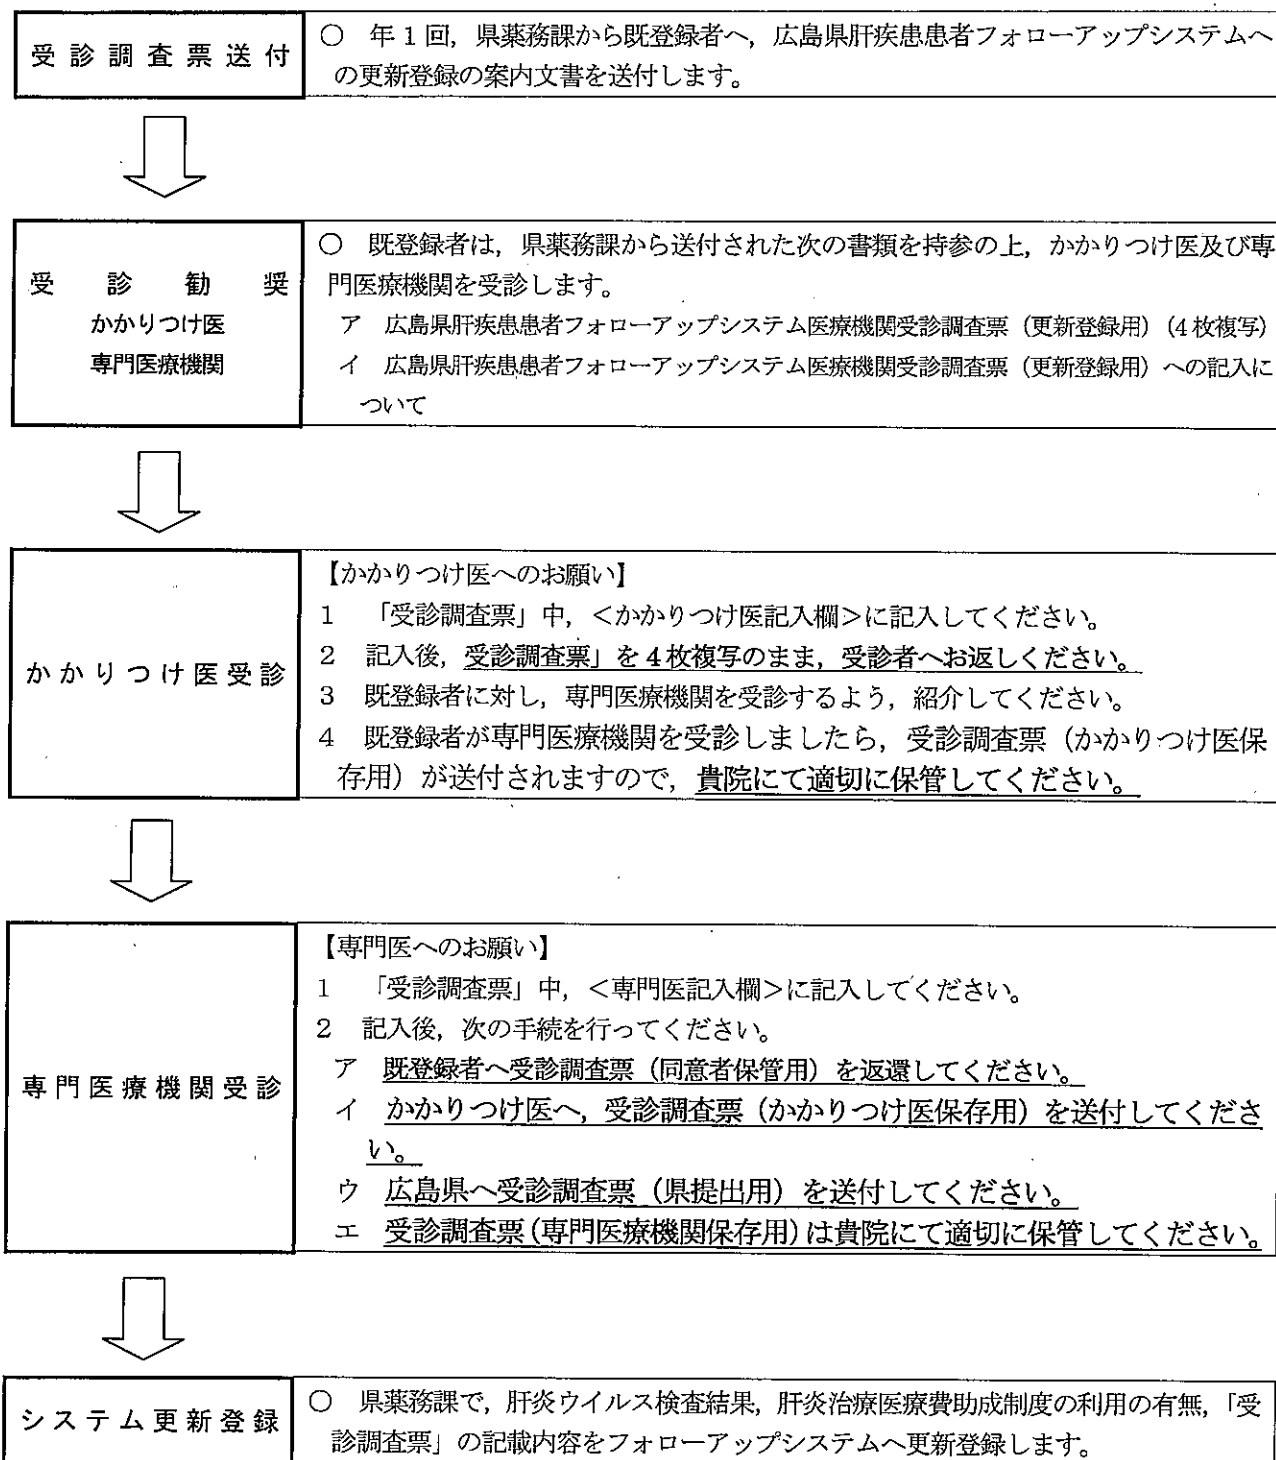 受診調査票送付
○ 年1回，県薬務課から既登録者へ，広島県肝疾患患者フォローアップシステムへ
の更新登録の案内文書を送付します。
受診勧奨
かかりつけ医
専門医療機関
○ 既登録者は，県薬務課から送付された次の書類を持参の上，かかりつけ医及び専
門医療機関を受診します。
ア 広島県肝疾患患者フォローアップシステム医療機関受診調査票（更新登録用）（4枚複写）
イ 広島県肝疾患患者フォローアップシステム医療機関受診調査票（更新登録用）への記入に
ついて
かかりつけ医受診
【かかりつけ医へのお願い】
1 「受診調査票」中，＜かかりつけ医記入欄＞に記入してください。
2 記入後，受診調査票」を4枚複写のまま，受診者へお返しください。
3 既登録者に対し，専門医療機関を受診するよう，紹介してください。
4 既登録者が専門医療機関を受診しましたら，受診調査票（かかりつけ医保
存用）が送付されますので，貴院にて適切に保管してください。
専門医療機関受診
【専門医へのお願い】
1 「受診調査票」中，＜専門医記入欄＞に記入してください。
2 記入後，次の手続を行ってください。
ア 既登録者へ受診調査票（同意者保管用）を返還してください。
イ かかりつけ医へ，受診調査票（かかりつけ医保存用）を送付してくださ
い。
ウ 広島県へ受診調査票（県提出用）を送付してください。
エ 受診調査票（専門医療機関保存用）は貴院にて適切に保管してください。
システム更新登録
○ 県薬務課で，肝炎ウイルス検査結果，肝炎治療医療費助成制度の利用の有無，「受
診調査票」の記載内容をフォローアップシステムへ更新登録します。